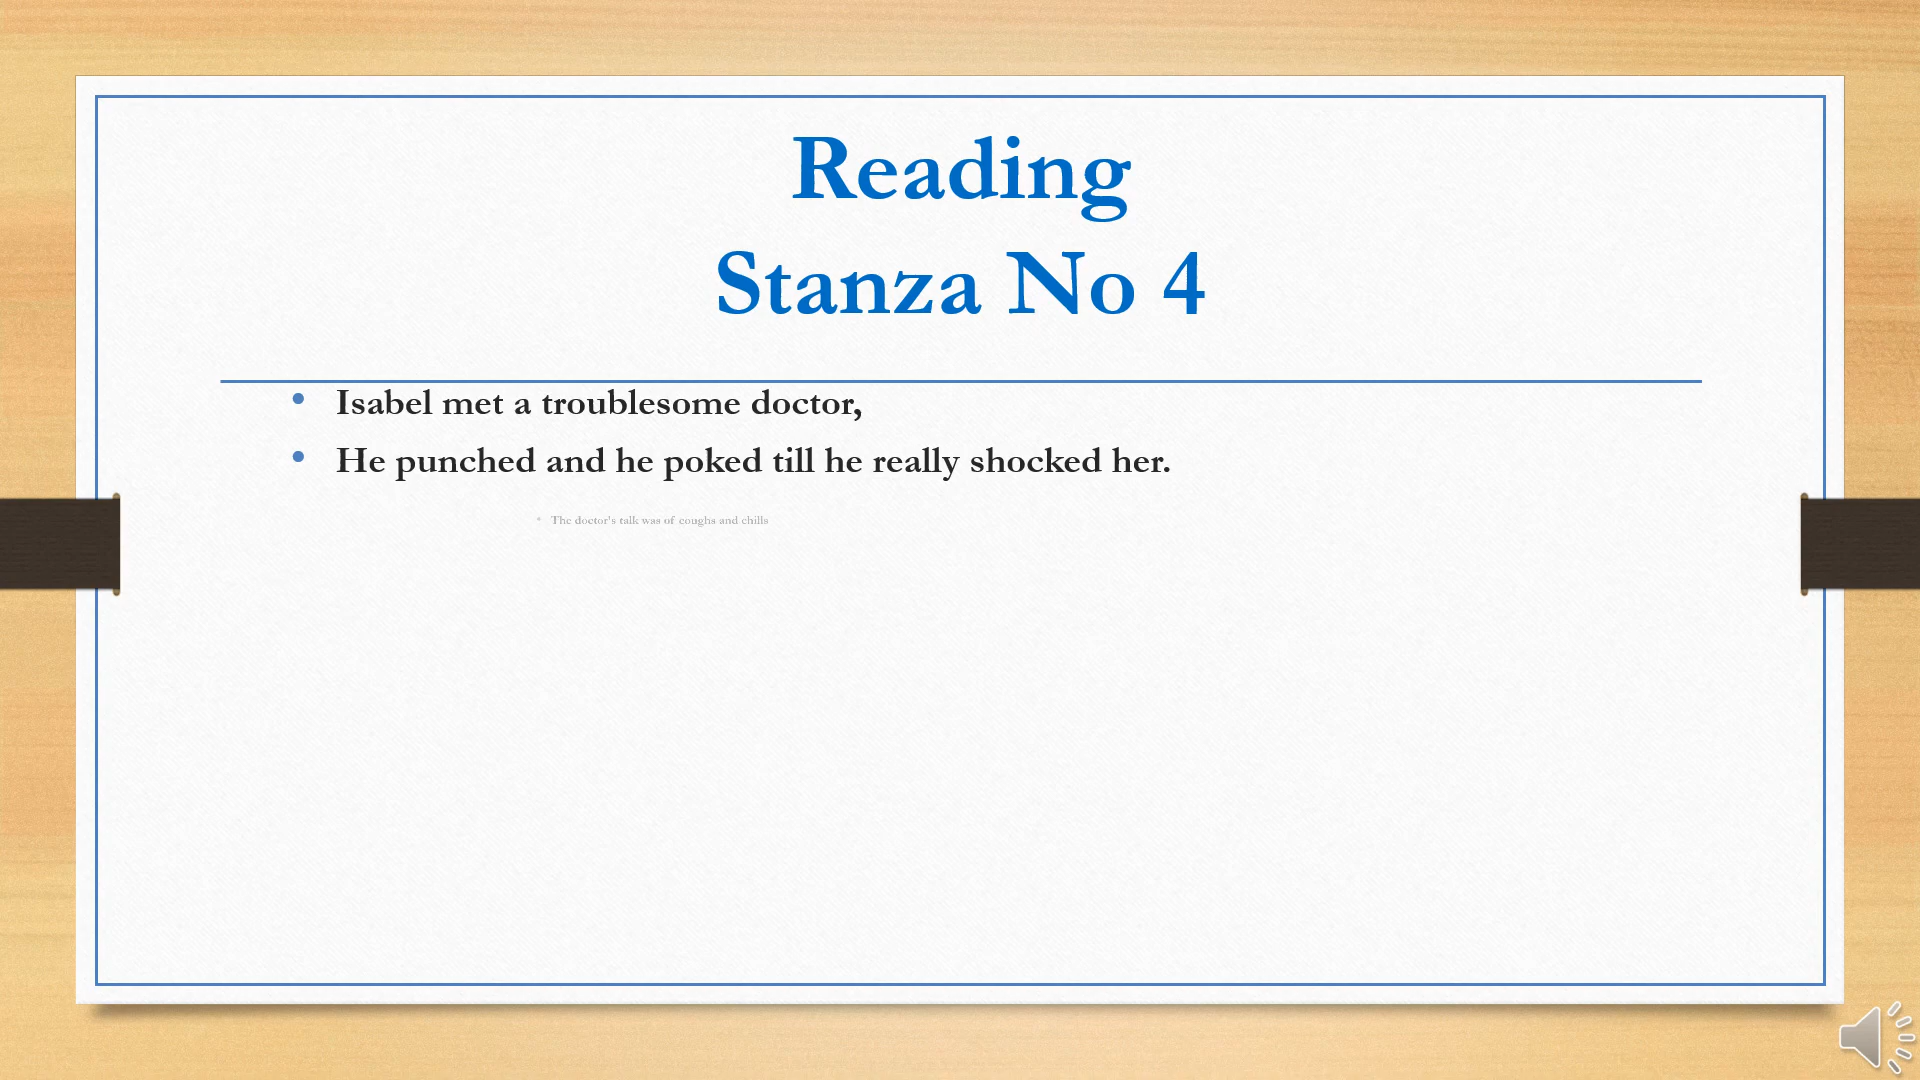 Reading
Stanza No 4
• Isabel met a troublesome doctor,
• He punched and he poked till he really shocked her.
• The doctor's talk was of coughs and chills